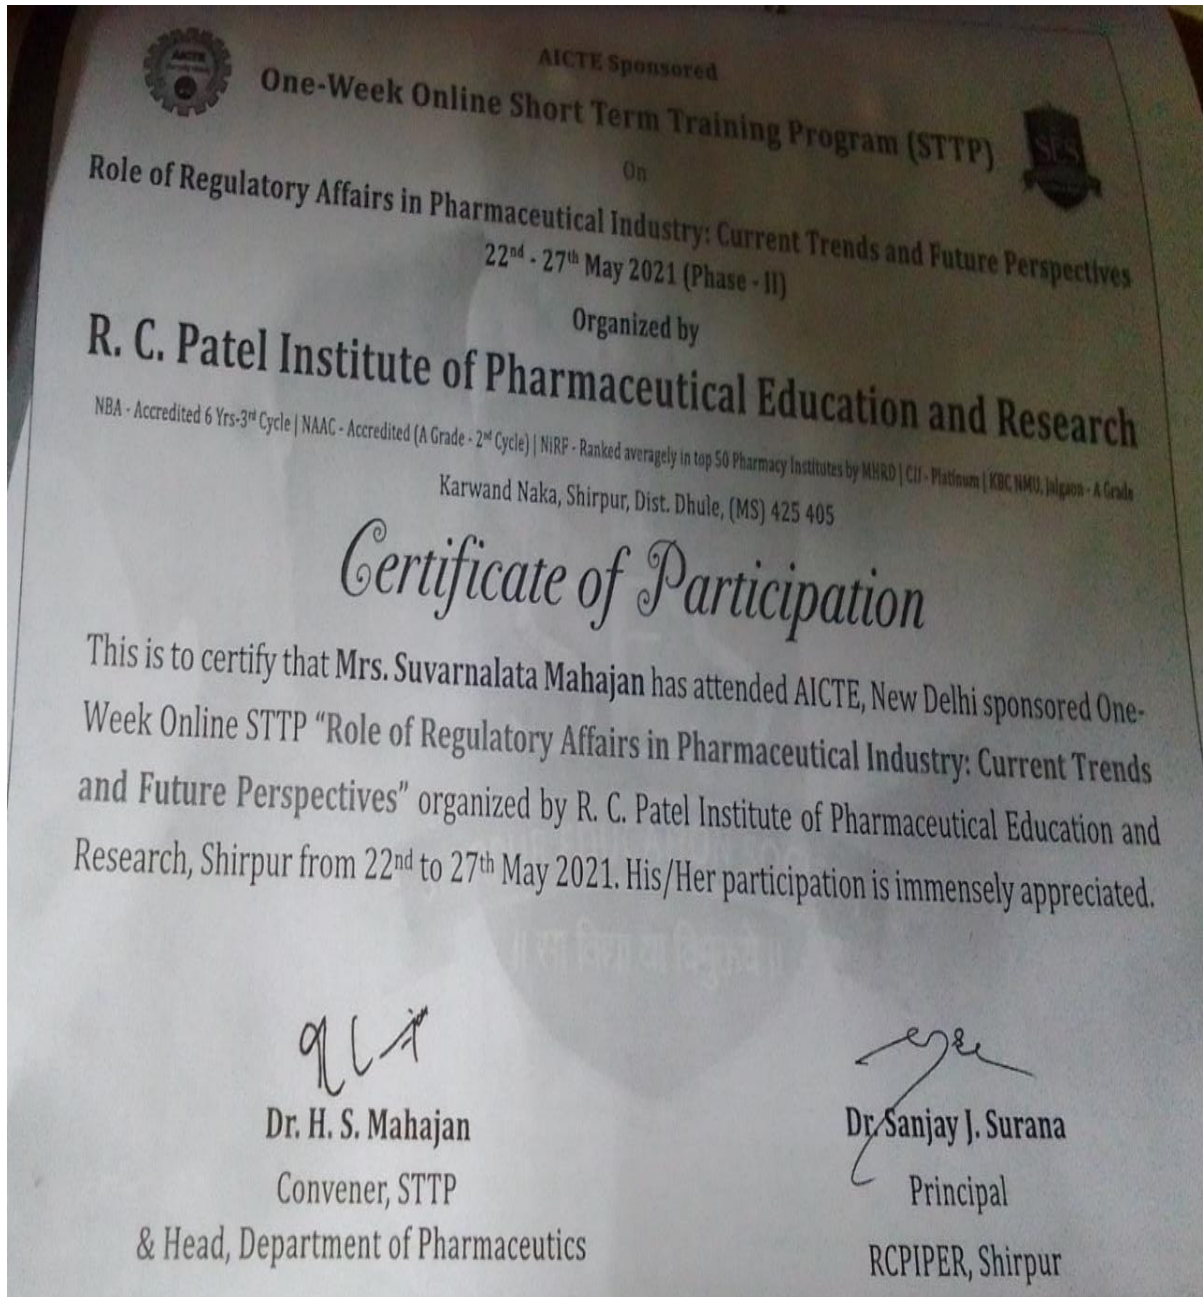 AICTE
AICTE Sponsored
One-Week Online Short Term Training Program (STTP)
SES
On
Role of Regulatory Affairs in Pharmaceutical Industry: Current Trends and Future Perspectives
22nd - 27th May 2021 (Phase - II)
Organized by
R. C. Patel Institute of Pharmaceutical Education and Research
NBA - Accredited 6 Yrs-3rd Cycle | NAAC - Accredited (A Grade - 2nd Cycle) | NiRF - Ranked averagely in top 50 Pharmacy Institutes by MHRD | CII - Platinum | KBC NMU, Jalgaon - A Grade
Karwand Naka, Shirpur, Dist. Dhule, (MS) 425 405
Certificate of Participation
This is to certify that Mrs. Suvarnalata Mahajan has attended AICTE, New Delhi sponsored One-
Week Online STTP “Role of Regulatory Affairs in Pharmaceutical Industry: Current Trends
and Future Perspectives” organized by R. C. Patel Institute of Pharmaceutical Education and
Research, Shirpur from 22nd to 27th May 2021. His/Her participation is immensely appreciated.
॥ सा विद्या या विमुक्तये ॥
Dr. H. S. Mahajan
Convener, STTP
& Head, Department of Pharmaceutics
Dr. Sanjay J. Surana
Principal
RCPIPER, Shirpur